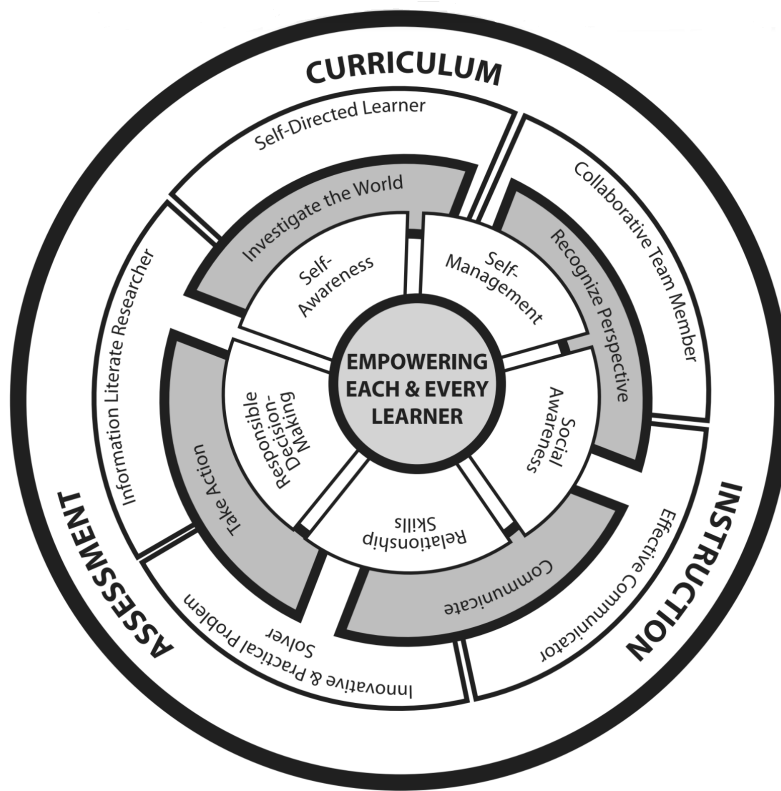 CURRICULUM
Self-Directed Learner
Collaborative Team Member
Investigate the World
Recognize Perspective
Self-
Awareness
Self-
Management
Information Literate Researcher
EMPOWERING
EACH & EVERY
LEARNER
Responsible
Decision-
Making
Social
Awareness
Take Action
Relationship
Skills
Communicate
Effective Communicator
Innovative & Practical Problem
Solver
ASSESSMENT
INSTRUCTION